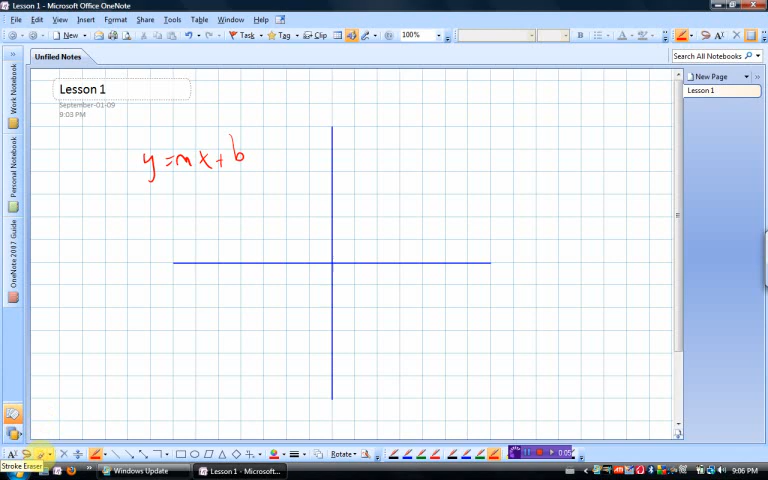 Lesson 1 - Microsoft Office OneNote
File Edit View Insert Format Share Tools Table Window Help
New Task Tag Clip 100% B
Unfiled Notes
Search All Notebooks
New Page
Lesson 1
Work Notebook
Personal Notebook
OneNote 2007 Guide
Lesson 1
September-01-09
9:03 PM
y=mx+b
Rotate 0:05
Stroke Eraser
Windows Update Lesson 1 - Microsoft... 9:06 PM